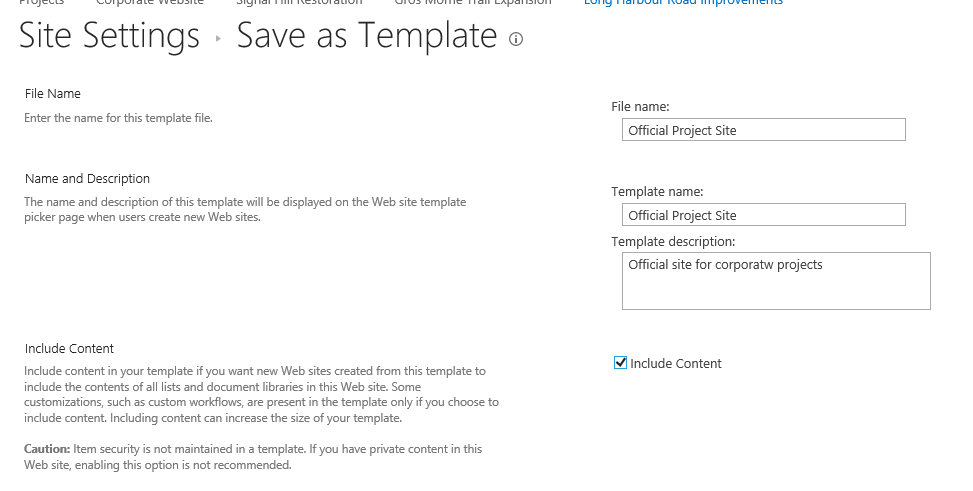 Projects Corporate Website Signal Hill Restoration Gros Morne Trail Expansion Long Harbour Road Improvements
Site Settings ▸ Save as Template
File Name
Enter the name for this template file.
File name:
Official Project Site
Name and Description
The name and description of this template will be displayed on the Web site template
picker page when users create new Web sites.
Template name:
Official Project Site
Template description:
Official site for corporatw projects
Include Content
Include content in your template if you want new Web sites created from this template to
include the contents of all lists and document libraries in this Web site. Some
customizations, such as custom workflows, are present in the template only if you choose to
include content. Including content can increase the size of your template.
Caution: Item security is not maintained in a template. If you have private content in this
Web site, enabling this option is not recommended.
Include Content